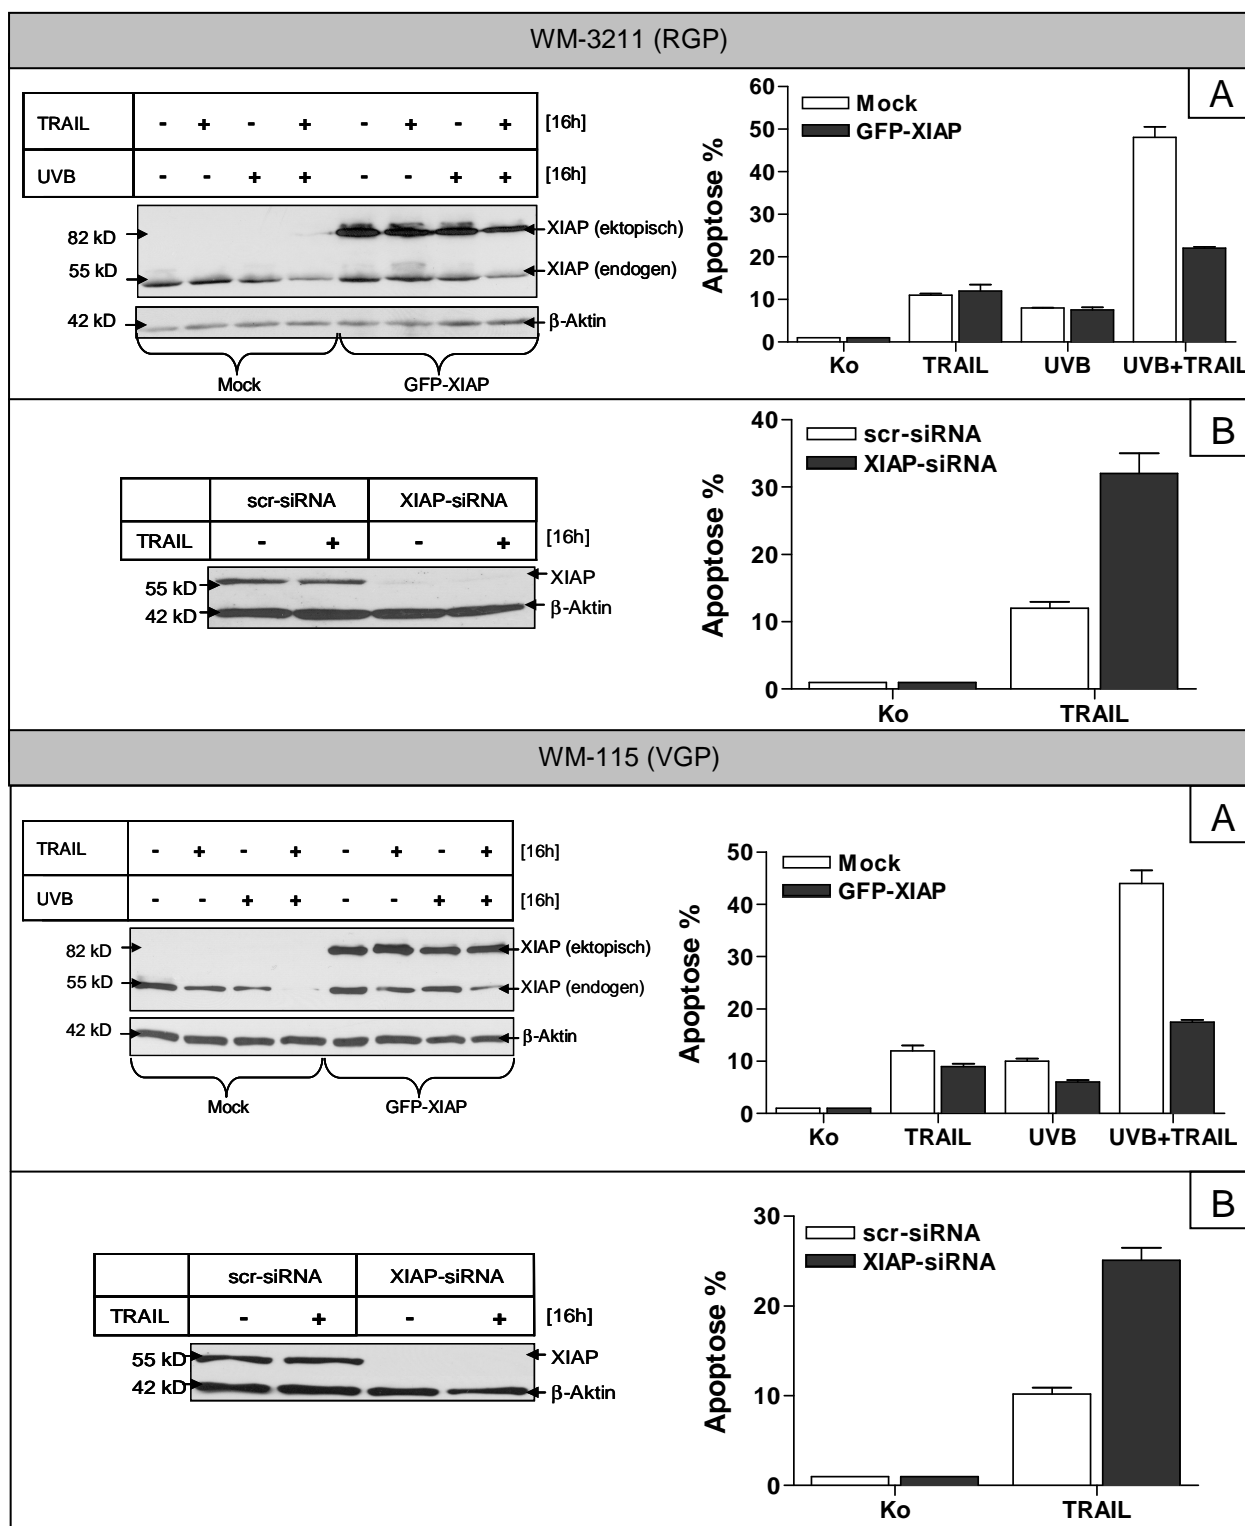 WM-3211 (RGP)
A
TRAIL - + - + - + - + [16h]
UVB - - + + - - + + [16h]
82 kD
XIAP (ektopisch)
55 kD
XIAP (endogen)
42 kD
β-Aktin
Mock
GFP-XIAP
Apoptose %
60
50
40
30
20
10
0
Mock
GFP-XIAP
Ko TRAIL UVB UVB+TRAIL
B
scr-siRNA XIAP-siRNA
TRAIL - + - + [16h]
55 kD
XIAP
42 kD
β-Aktin
Apoptose %
40
30
20
10
0
scr-siRNA
XIAP-siRNA
Ko TRAIL
WM-115 (VGP)
A
TRAIL - + - + - + - + [16h]
UVB - - + + - - + + [16h]
82 kD
XIAP (ektopisch)
55 kD
XIAP (endogen)
42 kD
β-Aktin
Mock
GFP-XIAP
Apoptose %
50
40
30
20
10
0
Mock
GFP-XIAP
Ko TRAIL UVB UVB+TRAIL
B
scr-siRNA XIAP-siRNA
TRAIL - + - + [16h]
55 kD
XIAP
42 kD
β-Aktin
Apoptose %
30
20
10
0
scr-siRNA
XIAP-siRNA
Ko TRAIL